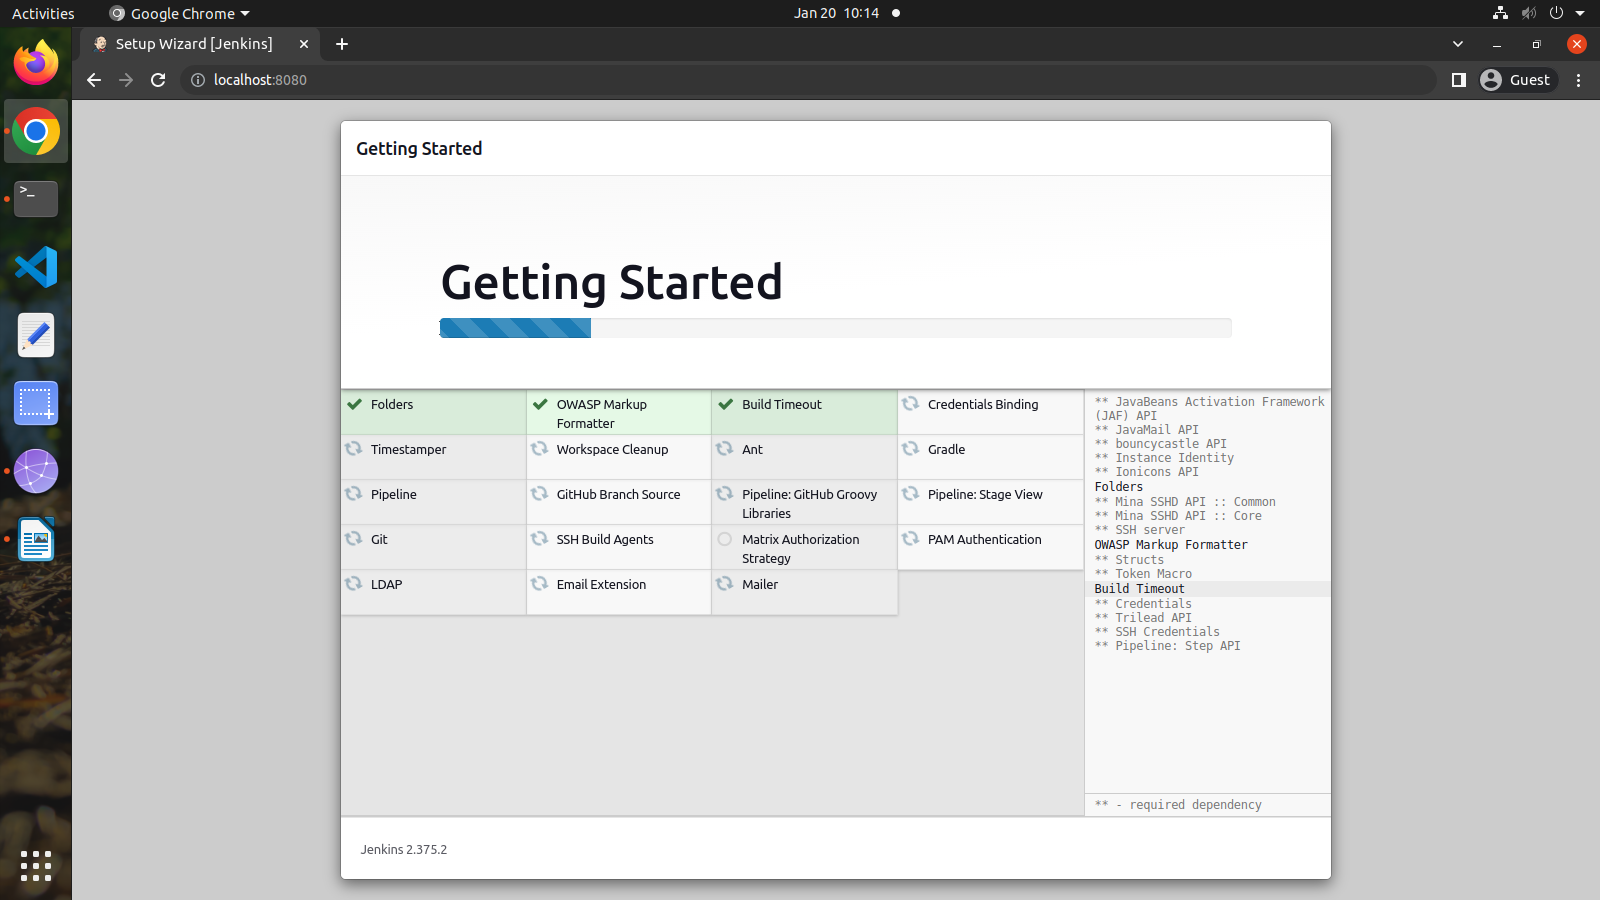 Activities
Google Chrome
Jan 20 10:14
Setup Wizard [Jenkins]
localhost:8080
Guest
Getting Started
Getting Started
Folders
OWASP Markup
Formatter
Build Timeout
Credentials Binding
Timestamper
Workspace Cleanup
Ant
Gradle
Pipeline
GitHub Branch Source
Pipeline: GitHub Groovy
Libraries
Pipeline: Stage View
Git
SSH Build Agents
Matrix Authorization
Strategy
PAM Authentication
LDAP
Email Extension
Mailer
** JavaBeans Activation Framework
(JAF) API
** JavaMail API
** bouncycastle API
** Instance Identity
** Ionicons API
Folders
** Mina SSHD API :: Common
** Mina SSHD API :: Core
** SSH server
OWASP Markup Formatter
** Structs
** Token Macro
Build Timeout
** Credentials
** Trilead API
** SSH Credentials
** Pipeline: Step API
** - required dependency
Jenkins 2.375.2